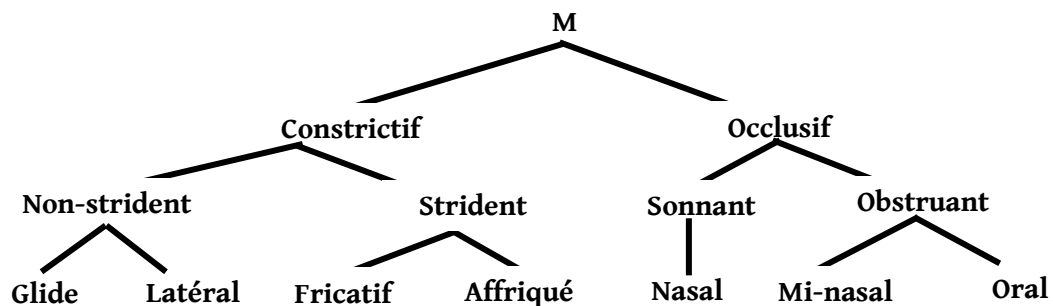 M
Constrictif Occlusif
Non-strident Strident Sonnant Obstruant
Glide Latéral Fricatif Affriqué Nasal Mi-nasal Oral